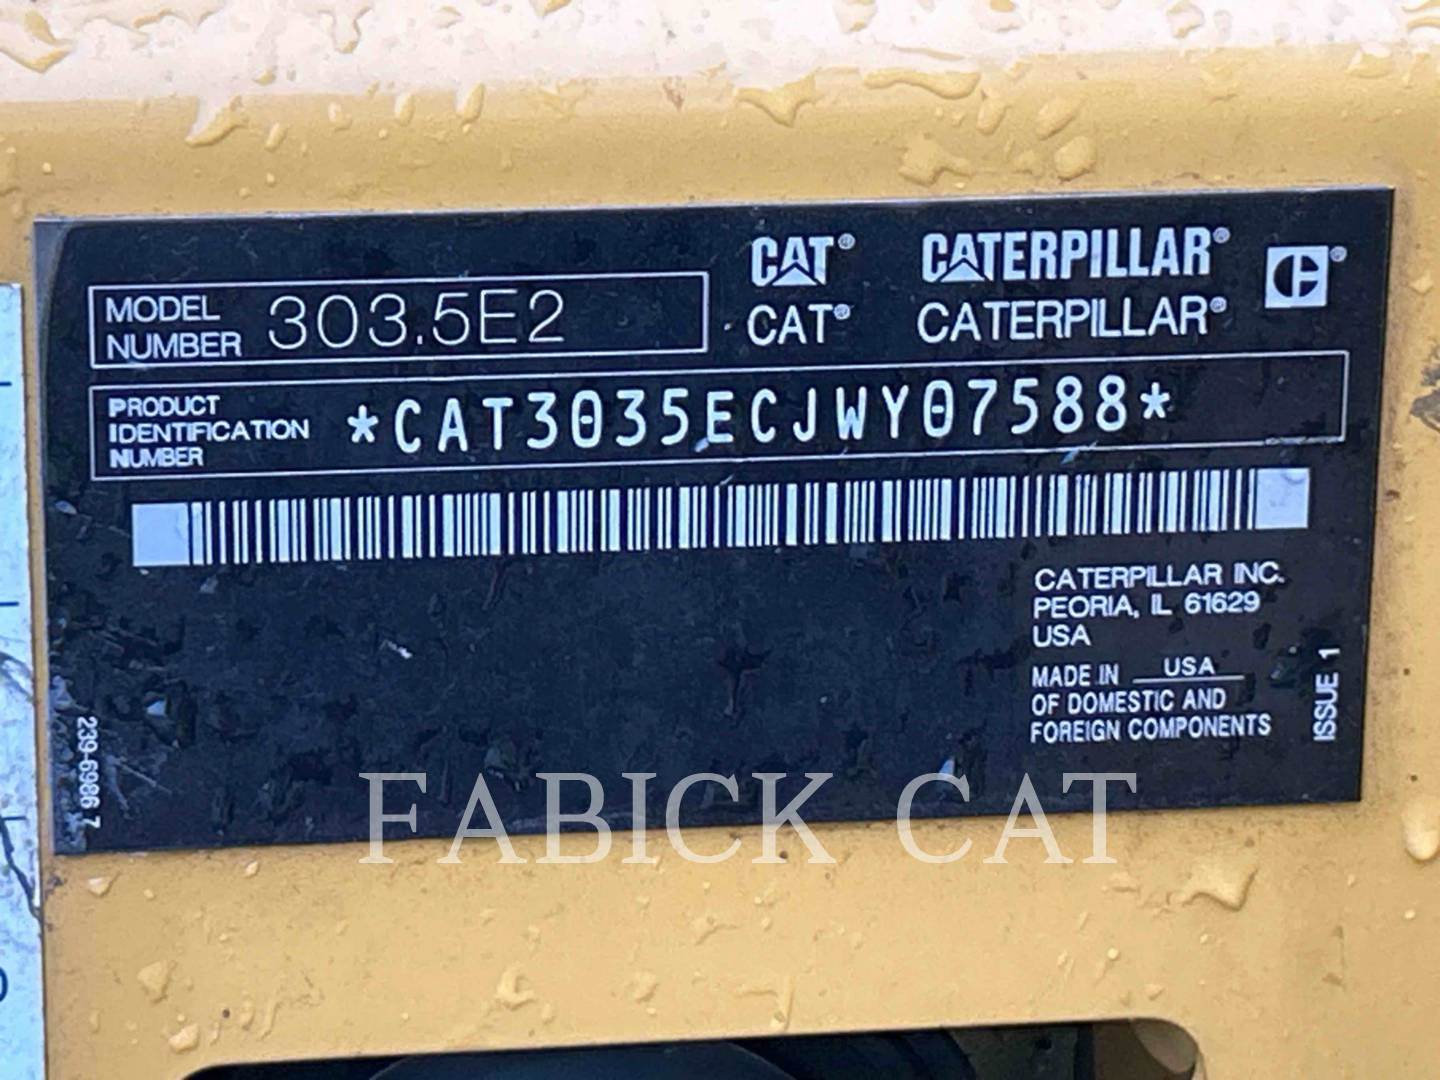 CAT® CATERPILLAR®
CAT® CATERPILLAR®
MODEL NUMBER 303.5E2
PRODUCT IDENTIFICATION NUMBER *CAT3035ECJWY07588*
CATERPILLAR INC.
PEORIA, IL 61629
USA
MADE IN USA
OF DOMESTIC AND
FOREIGN COMPONENTS
ISSUE 1
239-6986 7
FABICK CAT